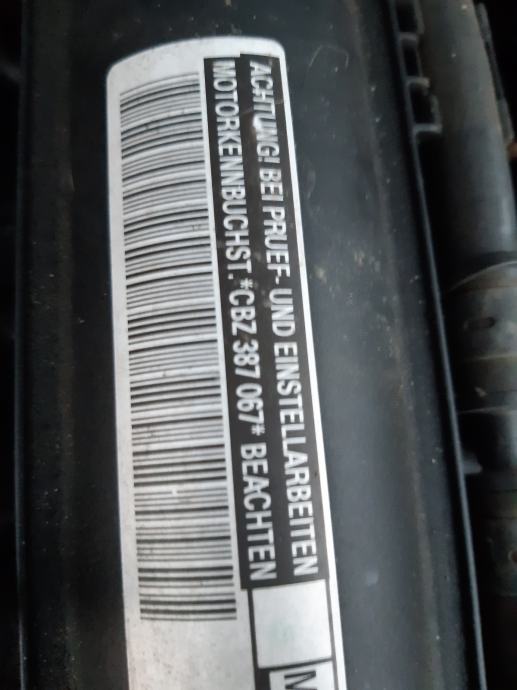 ACHTUNG! BEI PRUEF- UND EINSTELLARBEITEN
MOTORKENNBUCHST. *CBZ 387 067* BEACHTEN
M